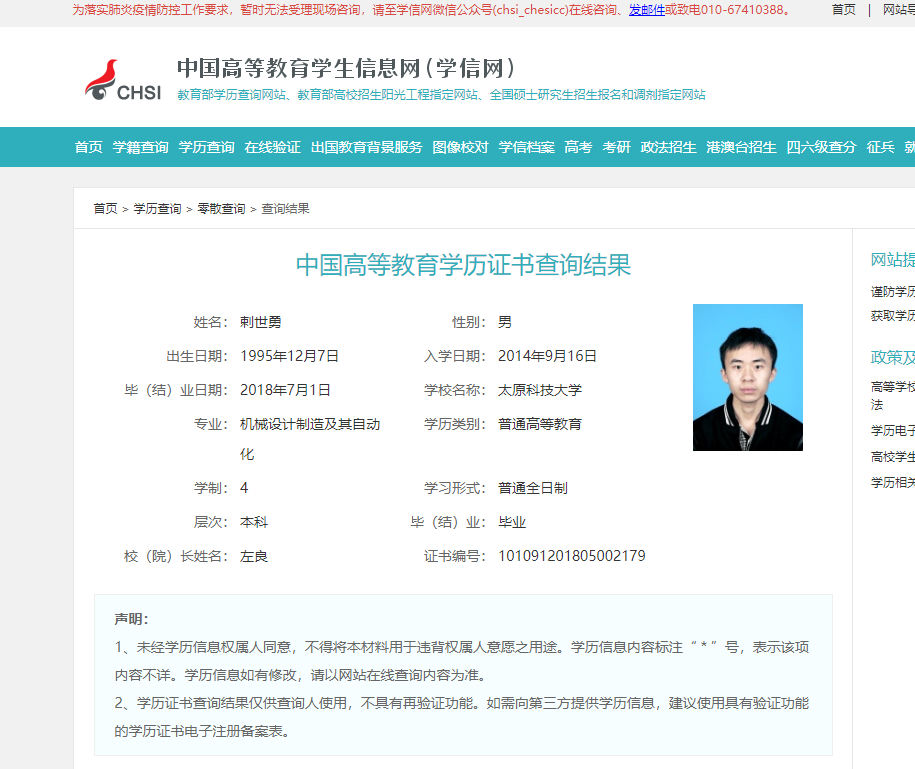 为落实肺炎疫情防控工作要求，暂时无法受理现场咨询，请至学信网微信公众号(chsi_chesicc)在线咨询、发邮件或致电010-67410388。 首页 | 网站导
CHSI 中国高等教育学生信息网(学信网)
教育部学历查询网站、教育部高校招生阳光工程指定网站、全国硕士研究生招生报名和调剂指定网站
首页 学籍查询 学历查询 在线验证 出国教育背景服务 图像校对 学信档案 高考 考研 政法招生 港澳台招生 四六级查分 征兵 就
首页 > 学历查询 > 零散查询 > 查询结果
中国高等教育学历证书查询结果
姓名： 刺世勇 性别： 男
出生日期： 1995年12月7日 入学日期： 2014年9月16日
毕（结）业日期： 2018年7月1日 学校名称： 太原科技大学
专业： 机械设计制造及其自动 学历类别： 普通高等教育
化
学制： 4 学习形式： 普通全日制
层次： 本科 毕（结）业： 毕业
校（院）长姓名： 左良 证书编号： 101091201805002179
声明：
1、未经学历信息权属人同意，不得将本材料用于违背权属人意愿之用途。学历信息内容标注“ * ”号，表示该项
内容不详。学历信息如有修改，请以网站在线查询内容为准。
2、学历证书查询结果仅供查询人使用，不具有再验证功能。如需向第三方提供学历信息，建议使用具有验证功能
的学历证书电子注册备案表。
网站提
谨防学历
获取学历
政策及
高等学校
法
学历电子
高校学生
学历相关